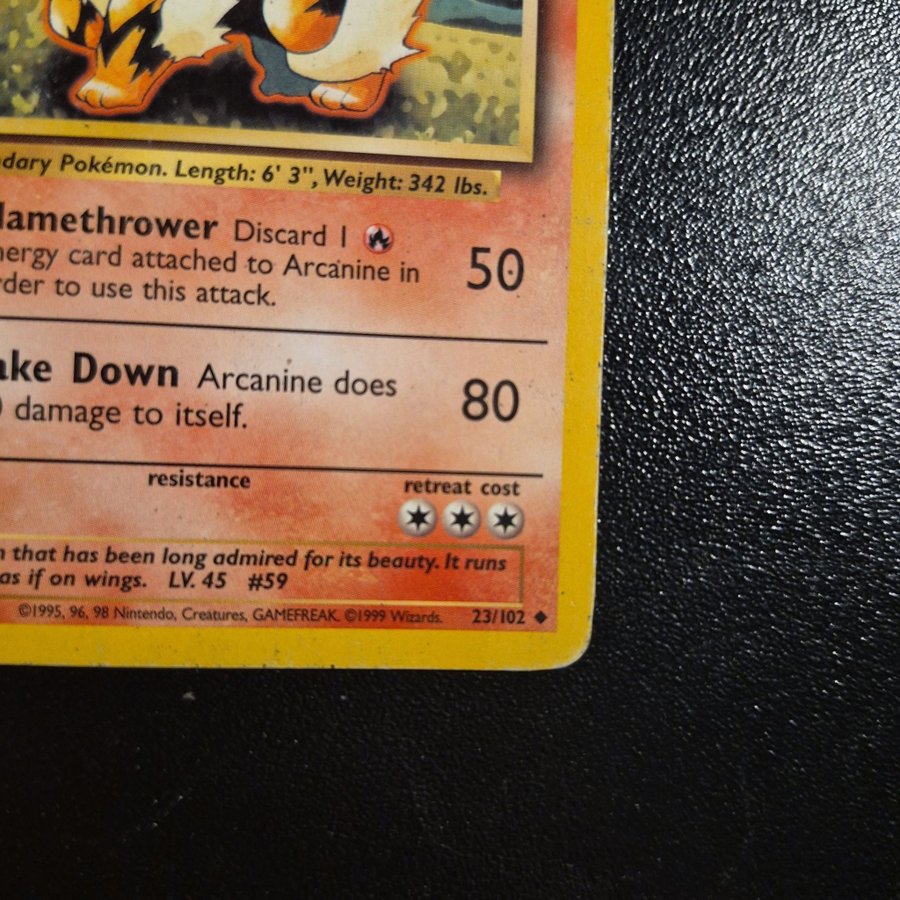 dary Pokémon. Length: 6' 3", Weight: 342 lbs.
lamethrower Discard 1
nergy card attached to Arcanine in 50
rder to use this attack.
ake Down Arcanine does
damage to itself. 80
resistance
retreat cost
n that has been long admired for its beauty. It runs
as if on wings. LV. 45 #59
©1995, 96, 98 Nintendo, Creatures, GAMEFREAK. ©1999 Wizards. 23/102